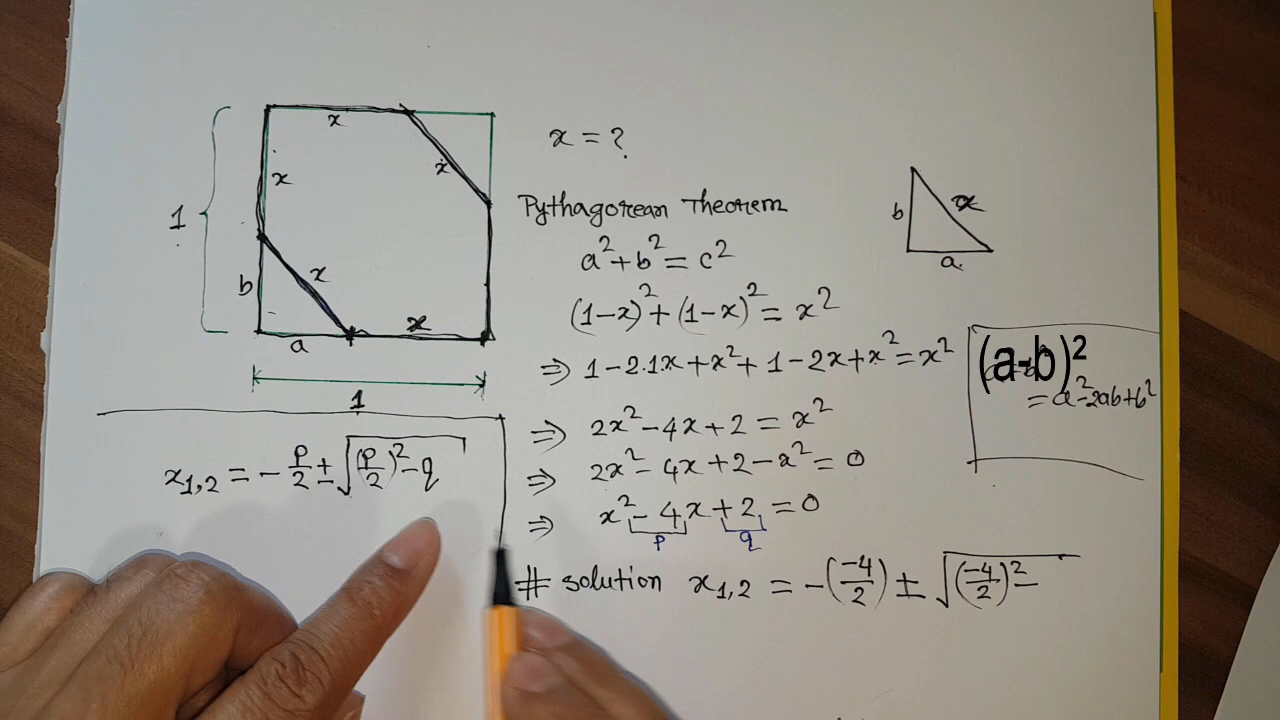 x
x
x
1
x
b
a
x
1
x = ?
Pythagorean Theorem
a² + b² = c²
(1-x)² + (1-x)² = x²
⇒ 1-2.1x+x²+1-2x+x²=x²
⇒ 2x²-4x+2=x²
⇒ 2x²-4x+2-x²=0
⇒ x²-4x+2=0
p q
# solution x1,2 = -(-4/2) ± √(-4/2)²-
b x
a
(a-b)²
= a²-2ab+b²
x1,2 = -p/2 ± √(p/2)²-q